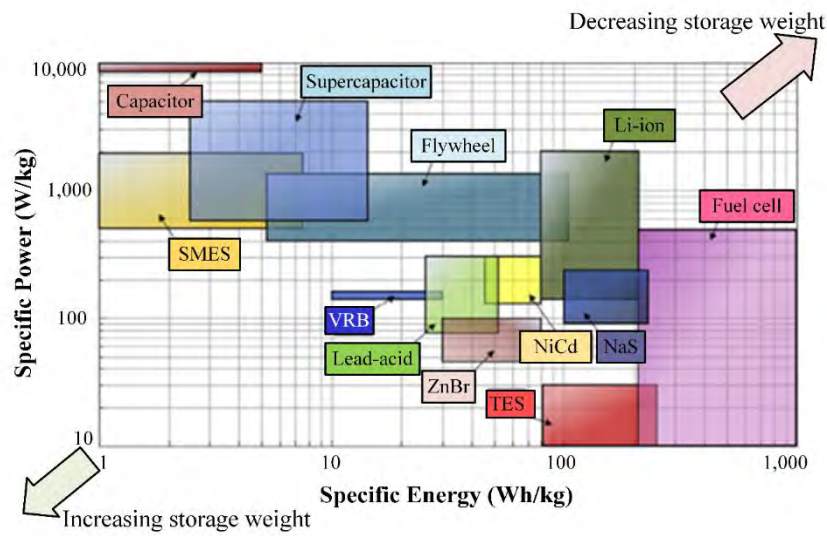 Decreasing storage weight
10,000
Supercapacitor
Capacitor
Li-ion
Flywheel
1,000
Fuel cell
SMES
VRB
100
Lead-acid
NiCd
NaS
ZnBr
TES
10
1
10
100
1,000
Specific Power (W/kg)
Specific Energy (Wh/kg)
Increasing storage weight